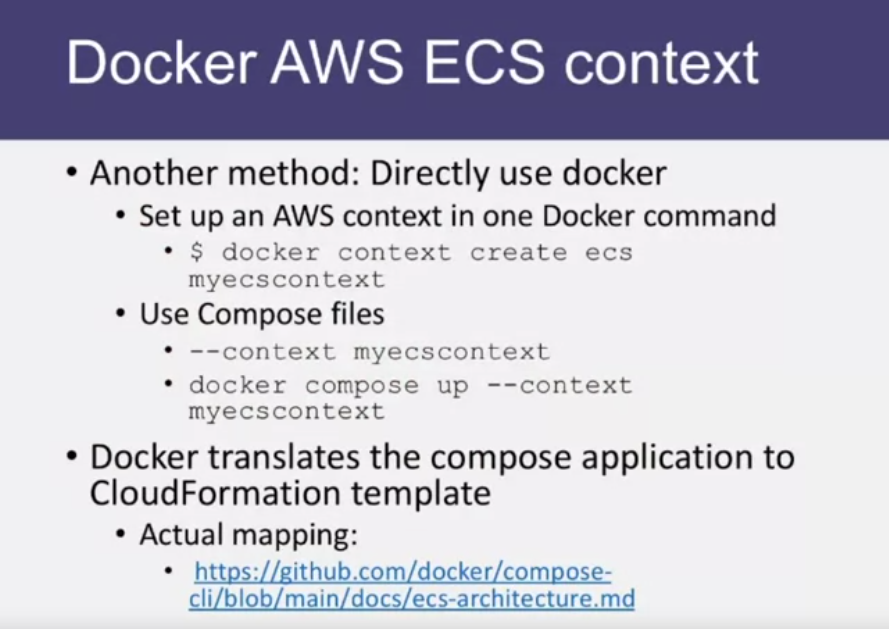 Docker AWS ECS context
• Another method: Directly use docker
• Set up an AWS context in one Docker command
• $ docker context create ecs
myecscontext
• Use Compose files
• --context myecscontext
• docker compose up --context
myecscontext
• Docker translates the compose application to
CloudFormation template
• Actual mapping:
• https://github.com/docker/compose-
cli/blob/main/docs/ecs-architecture.md